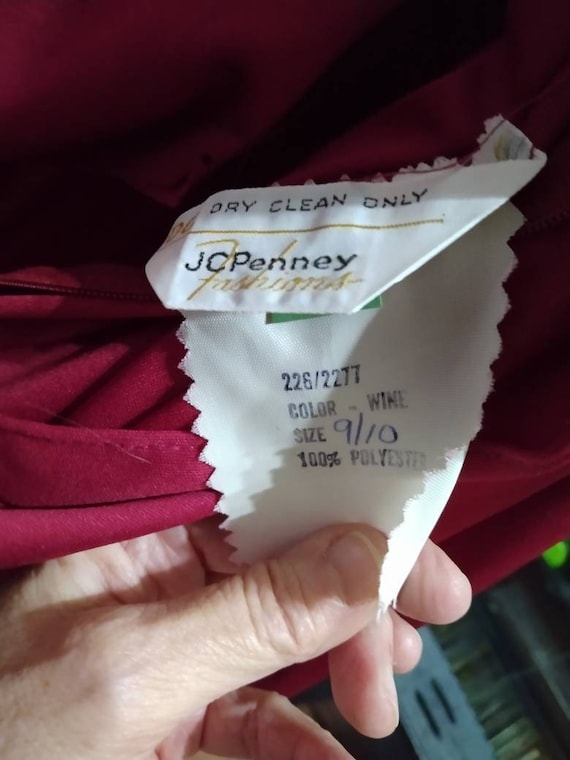 DRY CLEAN ONLY
JCPenney
Fashions
226/2277
COLOR - WINE
SIZE 9/10
100% POLYESTER